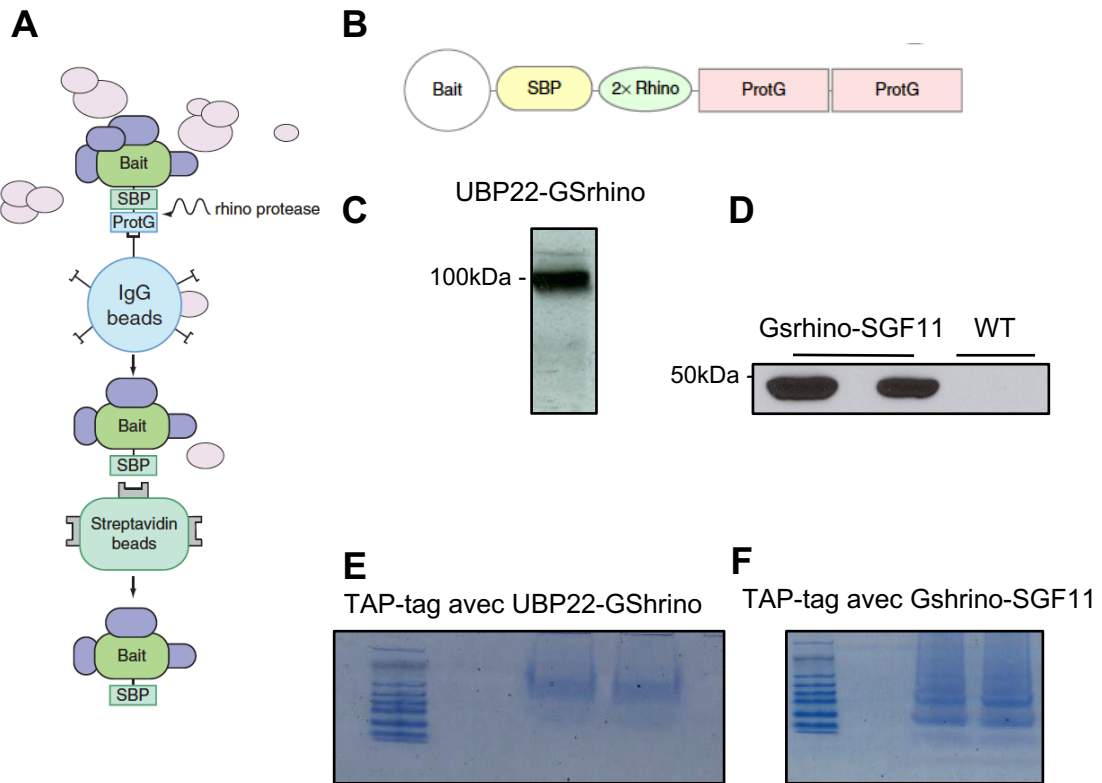 A
Bait
SBP
ProtG
rhino protease
IgG
beads
Bait
SBP
Streptavidin
beads
Bait
SBP
B
Bait
SBP
2× Rhino
ProtG
ProtG
C
UBP22-GSrhino
100kDa -
D
Gsrhino-SGF11
WT
50kDa -
E
TAP-tag avec UBP22-GShrino
F
TAP-tag avec Gshrino-SGF11